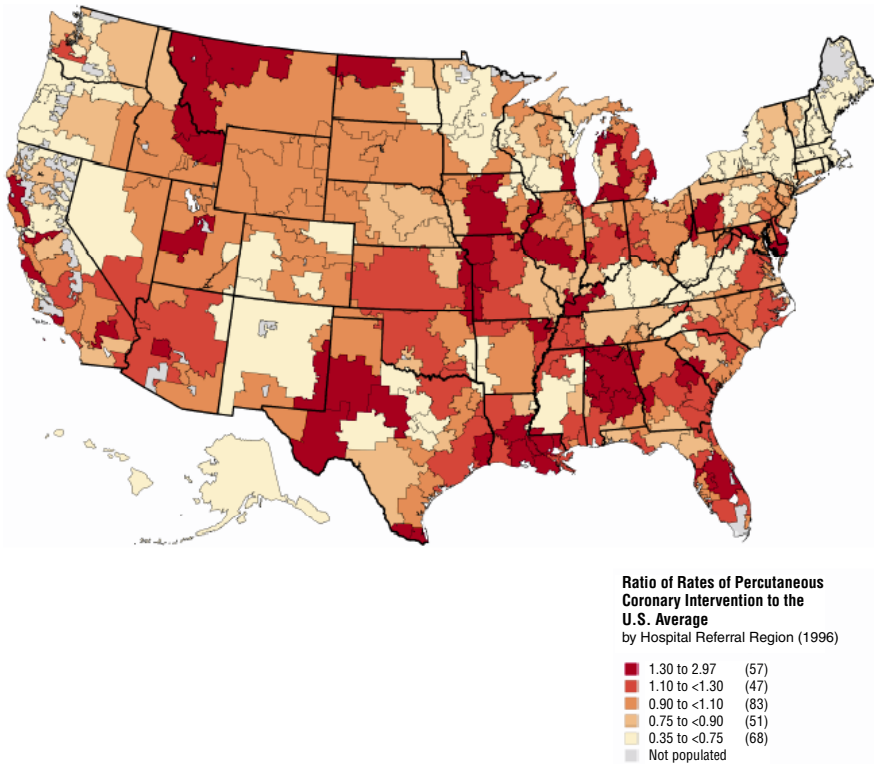 Ratio of Rates of Percutaneous
Coronary Intervention to the
U.S. Average
by Hospital Referral Region (1996)
1.30 to 2.97 (57)
1.10 to <1.30 (47)
0.90 to <1.10 (83)
0.75 to <0.90 (51)
0.35 to <0.75 (68)
Not populated